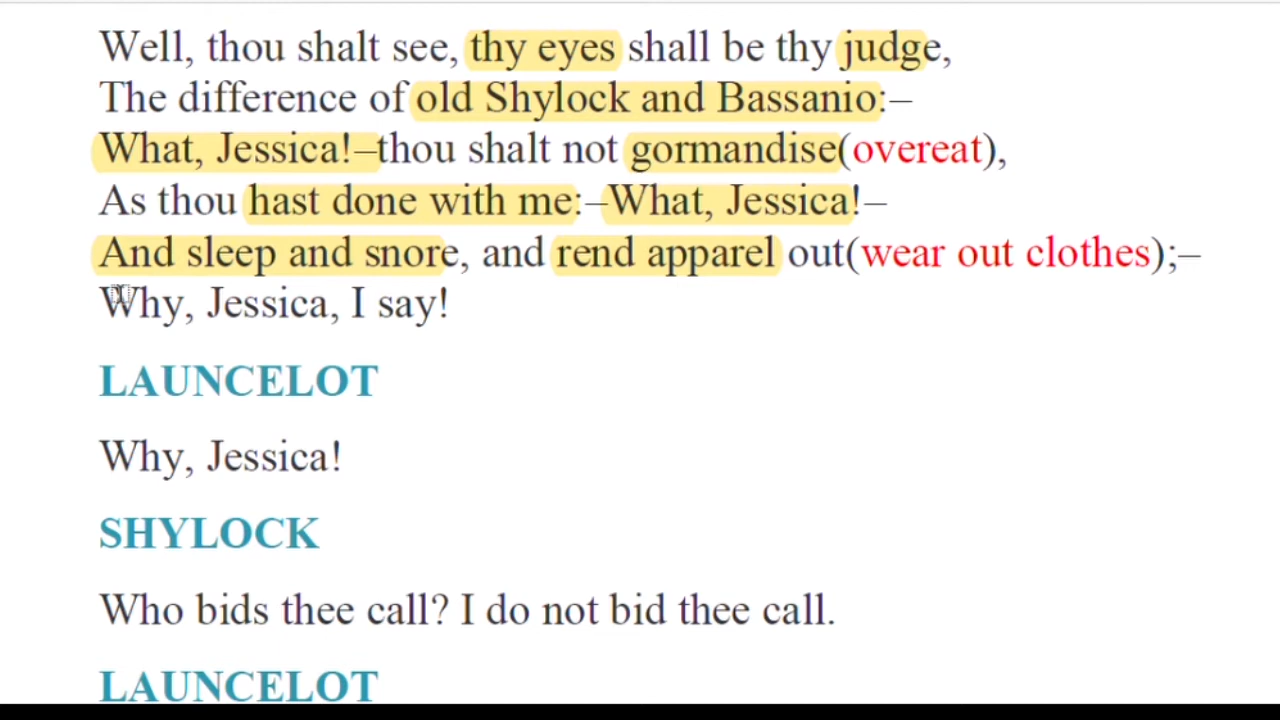 Well, thou shalt see, thy eyes shall be thy judge,
The difference of old Shylock and Bassanio:–
What, Jessica!–thou shalt not gormandise(overeat),
As thou hast done with me:–What, Jessica!–
And sleep and snore, and rend apparel out(wear out clothes);–
Why, Jessica, I say!
LAUNCELOT
Why, Jessica!
SHYLOCK
Who bids thee call? I do not bid thee call.
LAUNCELOT